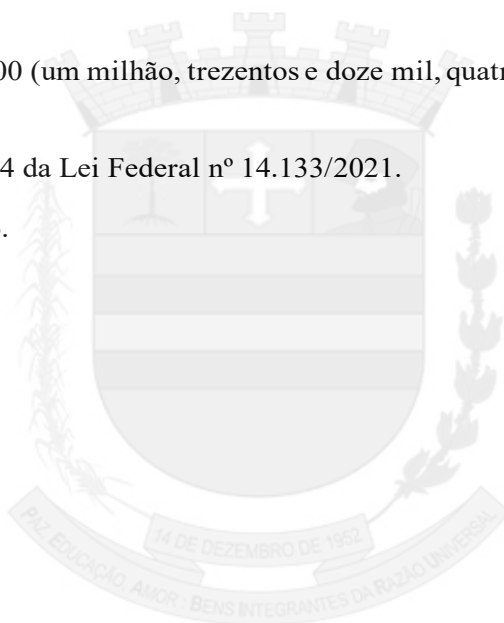 00 (um milhão, trezentos e doze mil, quatr
4 da Lei Federal nº 14.133/2021.
.
PAZ, EDUCAÇÃO, AMOR : BENS INTEGRANTES DA RAZÃO UNIVERSAL
14 DE DEZEMBRO DE 1952